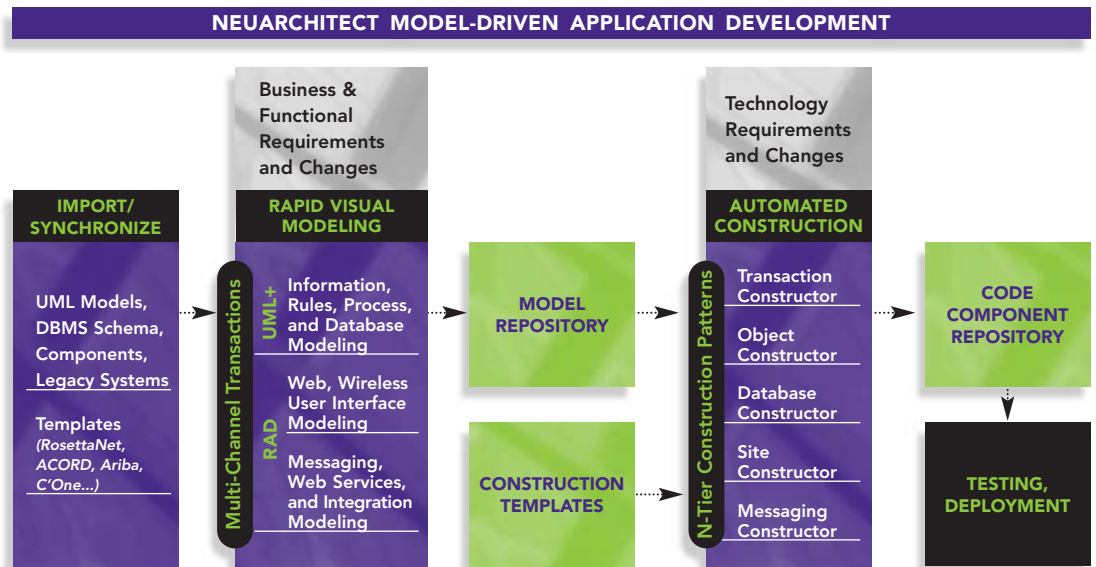 NEUARCHITECT MODEL-DRIVEN APPLICATION DEVELOPMENT
Business &
Functional
Requirements
and Changes
Technology
Requirements
and Changes
IMPORT/
SYNCHRONIZE
UML Models,
DBMS Schema,
Components,
Legacy Systems
Templates
(RosettaNet,
ACORD, Ariba,
C'One...)
RAPID VISUAL
MODELING
Multi-Channel Transactions
UML+
Information,
Rules, Process,
and Database
Modeling
RAD
Web, Wireless
User Interface
Modeling
Messaging,
Web Services,
and Integration
Modeling
MODEL
REPOSITORY
CONSTRUCTION
TEMPLATES
AUTOMATED
CONSTRUCTION
N-Tier Construction Patterns
Transaction
Constructor
Object
Constructor
Database
Constructor
Site
Constructor
Messaging
Constructor
CODE
COMPONENT
REPOSITORY
TESTING,
DEPLOYMENT